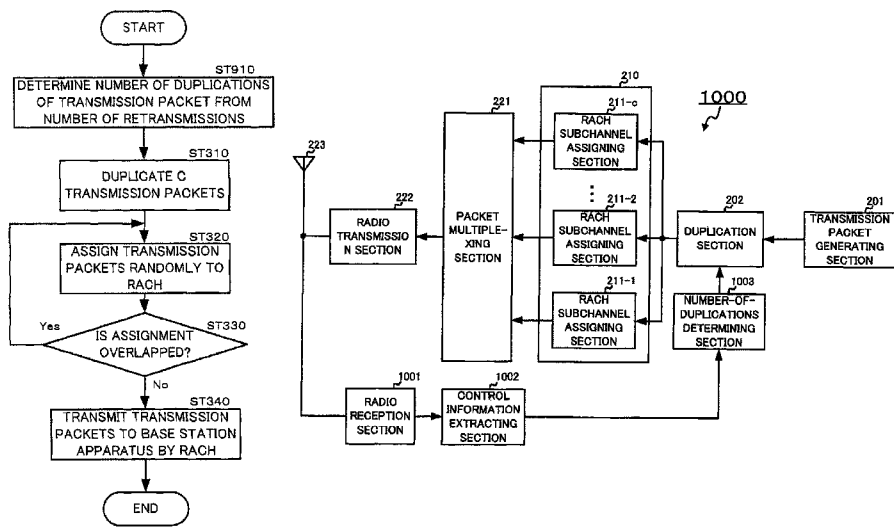 START
ST910
DETERMINE NUMBER OF DUPLICATIONS
OF TRANSMISSION PACKET FROM
NUMBER OF RETRANSMISSIONS
ST310
DUPLICATE C
TRANSMISSION PACKETS
ST320
ASSIGN TRANSMISSION
PACKETS RANDOMLY TO
RACH
Yes
ST330
IS ASSIGNMENT
OVERLAPPED?
No
ST340
TRANSMIT TRANSMISSION
PACKETS TO BASE STATION
APPARATUS BY RACH
END
1000
223
222
RADIO
TRANSMISS
ION SECTION
221
PACKET
MULTIPLE-
XING
SECTION
210
211-c
RACH
SUBCHANNEL
ASSIGNING
SECTION
211-2
RACH
SUBCHANNEL
ASSIGNING
SECTION
211-1
RACH
SUBCHANNEL
ASSIGNING
SECTION
202
DUPLICATION
SECTION
201
TRANSMISSION
PACKET
GENERATING
SECTION
1003
NUMBER-OF-
DUPLICATIONS
DETERMINING
SECTION
1001
RADIO
RECEPTION
SECTION
1002
CONTROL
INFORMATION
EXTRACTING
SECTION